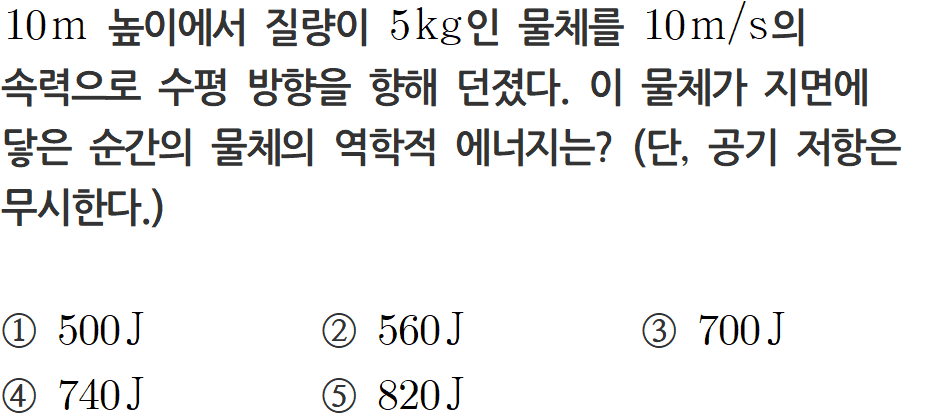 10m 높이에서 질량이 5kg인 물체를 10m/s의
속력으로 수평 방향을 향해 던졌다. 이 물체가 지면에
닿은 순간의 물체의 역학적 에너지는? (단, 공기 저항은
무시한다.)
① 500J ② 560J ③ 700J
④ 740J ⑤ 820J